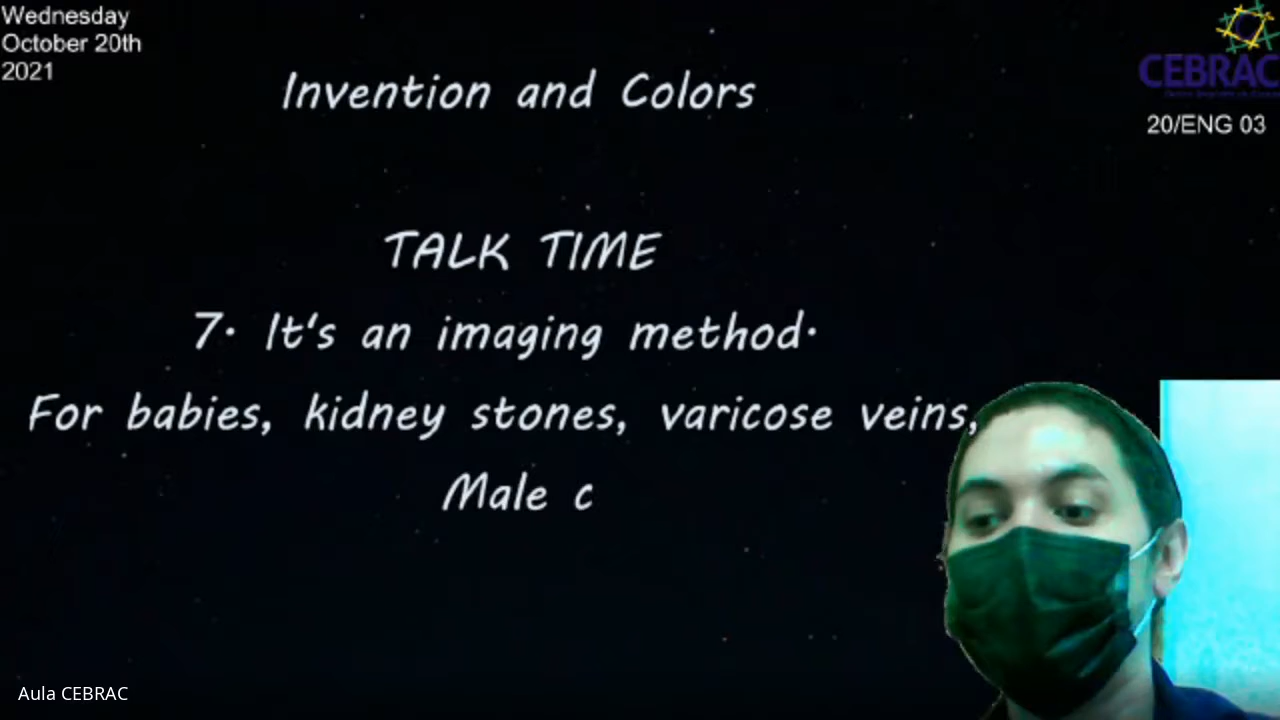 Wednesday
October 20th
2021
CEBRAC
20/ENG 03
Invention and Colors
TALK TIME
7. It's an imaging method.
For babies, kidney stones, varicose veins,
Male c
Aula CEBRAC